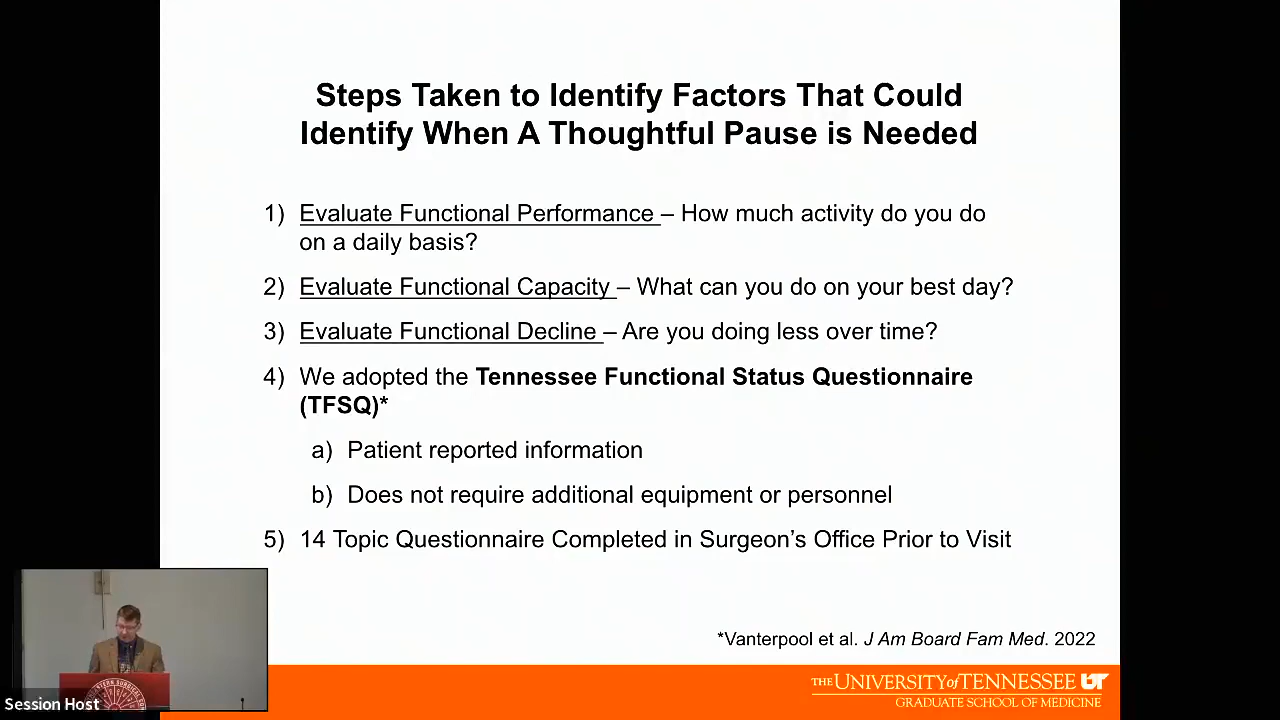 Steps Taken to Identify Factors That Could
Identify When A Thoughtful Pause is Needed
1) Evaluate Functional Performance – How much activity do you do
on a daily basis?
2) Evaluate Functional Capacity – What can you do on your best day?
3) Evaluate Functional Decline – Are you doing less over time?
4) We adopted the Tennessee Functional Status Questionnaire
(TFSQ)*
a) Patient reported information
b) Does not require additional equipment or personnel
5) 14 Topic Questionnaire Completed in Surgeon's Office Prior to Visit
*Vanterpool et al. J Am Board Fam Med. 2022
THE UNIVERSITY of TENNESSEE UT
GRADUATE SCHOOL OF MEDICINE
Session Host